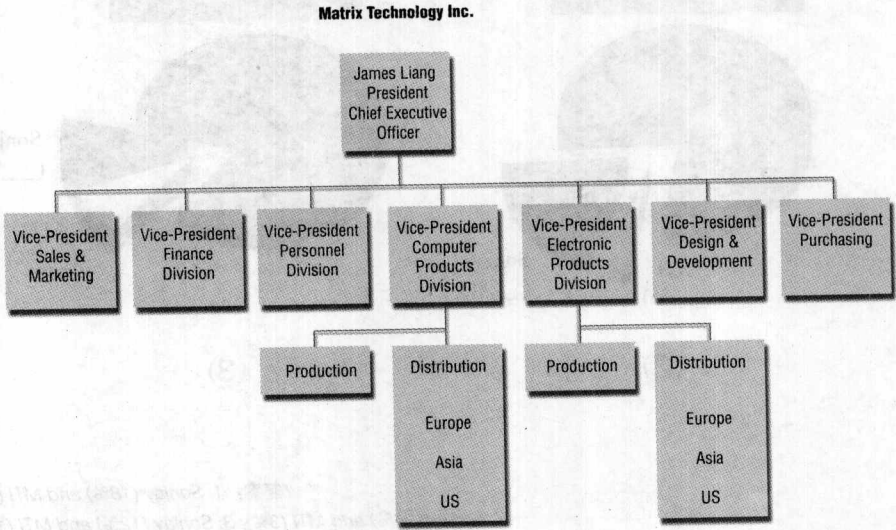 Matrix Technology Inc.
James Liang
President
Chief Executive
Officer
Vice-President
Sales &
Marketing
Vice-President
Finance
Division
Vice-President
Personnel
Division
Vice-President
Computer
Products
Division
Vice-President
Electronic
Products
Division
Vice-President
Design &
Development
Vice-President
Purchasing
Production
Distribution
Europe
Asia
US
Production
Distribution
Europe
Asia
US